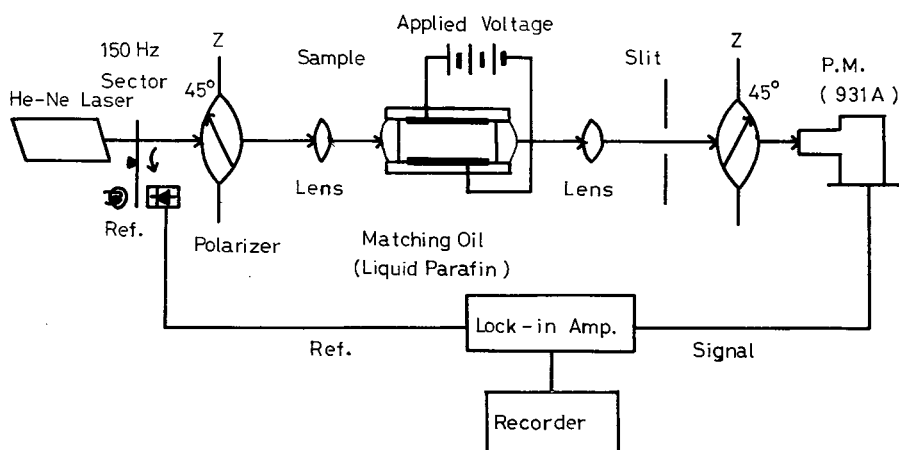 Applied Voltage
Z
Z
150 Hz
Sample
Slit
P.M.
Sector
( 931A )
He-Ne Laser
45°
45°
Lens
Lens
Ref.
Polarizer
Matching Oil
(Liquid Parafin)
Lock-in Amp.
Ref.
Signal
Recorder